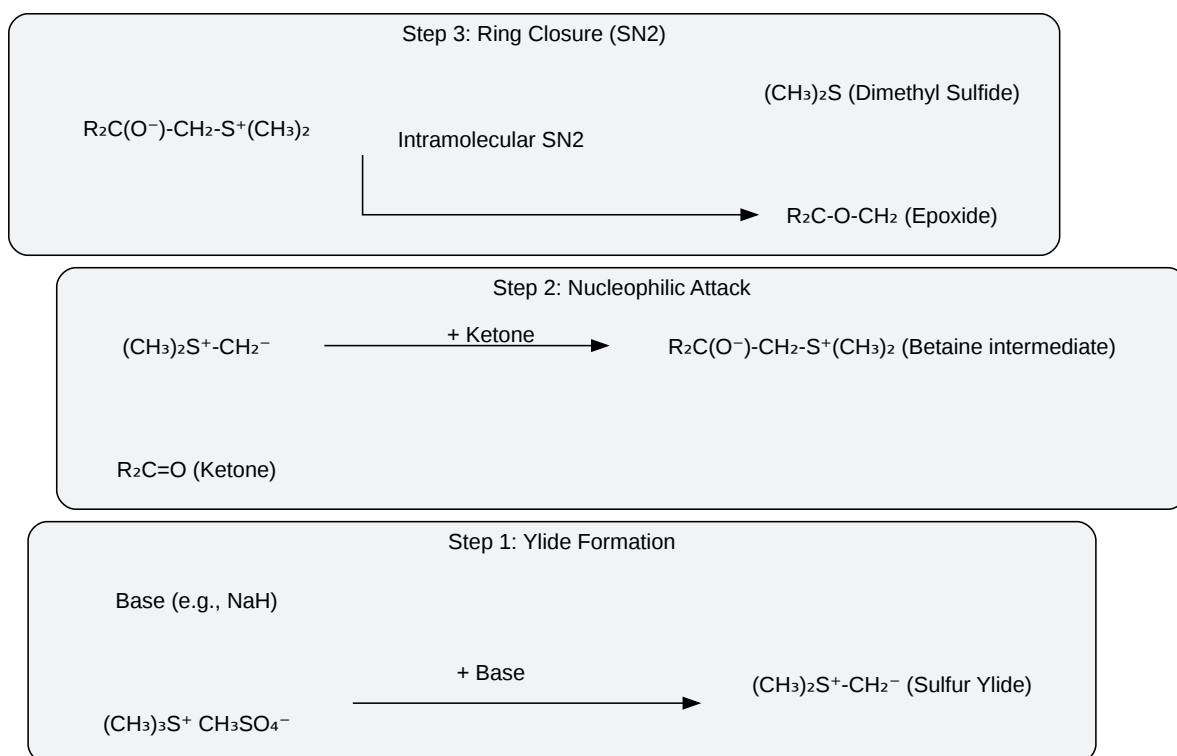 Step 3: Ring Closure (SN2)
(CH₃)₂S (Dimethyl Sulfide)
R₂C(O⁻)-CH₂-S⁺(CH₃)₂
Intramolecular SN2
R₂C-O-CH₂ (Epoxide)
Step 2: Nucleophilic Attack
+ Ketone
(CH₃)₂S⁺-CH₂⁻
R₂C(O⁻)-CH₂-S⁺(CH₃)₂ (Betaine intermediate)
R₂C=O (Ketone)
Step 1: Ylide Formation
Base (e.g., NaH)
+ Base
(CH₃)₂S⁺-CH₂⁻ (Sulfur Ylide)
(CH₃)₃S⁺ CH₃SO₄⁻